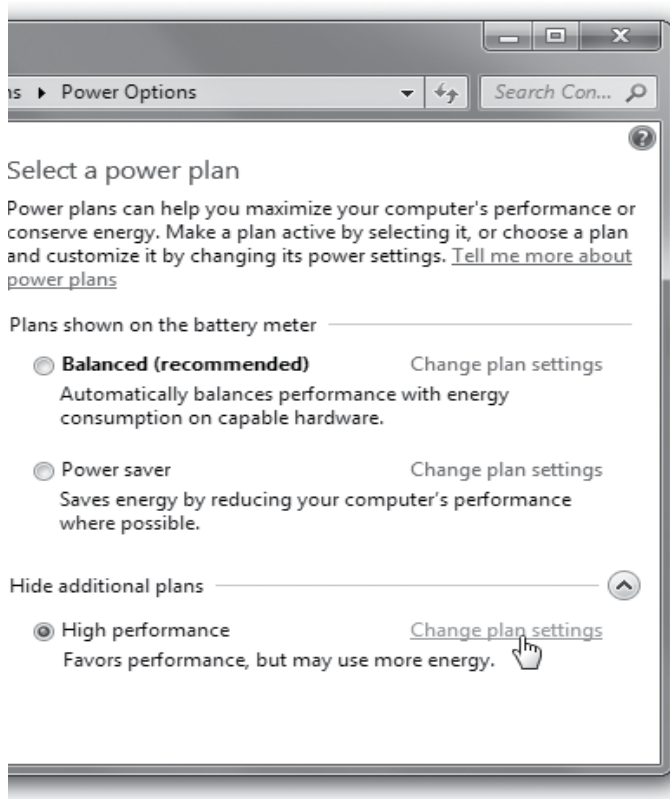 ns ▸ Power Options
Search Con...
Select a power plan
Power plans can help you maximize your computer's performance or
conserve energy. Make a plan active by selecting it, or choose a plan
and customize it by changing its power settings. Tell me more about
power plans
Plans shown on the battery meter
Balanced (recommended) Change plan settings
Automatically balances performance with energy
consumption on capable hardware.
Power saver Change plan settings
Saves energy by reducing your computer's performance
where possible.
Hide additional plans
High performance Change plan settings
Favors performance, but may use more energy.